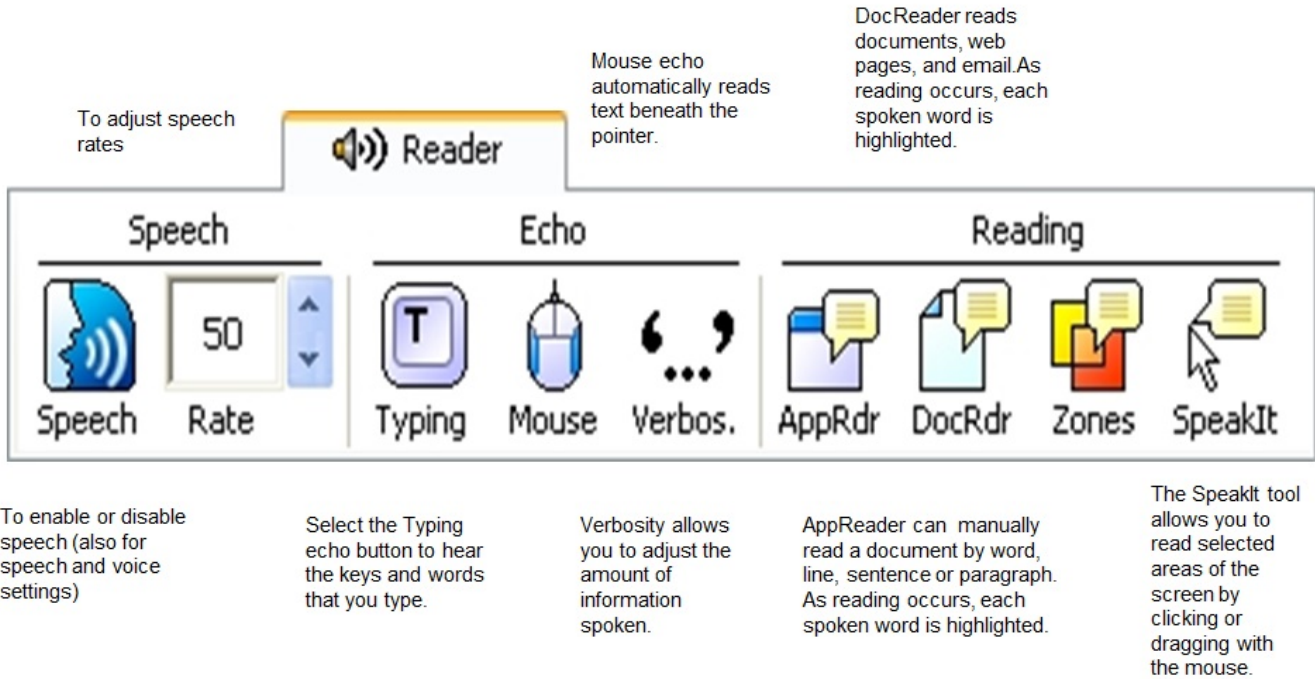 DocReader reads
documents, web
pages, and email.As
reading occurs, each
spoken word is
highlighted.
Mouse echo
automatically reads
text beneath the
pointer.
To adjust speech
rates
Reader
Speech
Echo
Reading
50
T
Speech
Rate
Typing
Mouse
Verbos.
AppRdr
DocRdr
Zones
SpeakIt
To enable or disable
speech (also for
speech and voice
settings)
Select the Typing
echo button to hear
the keys and words
that you type.
Verbosity allows
you to adjust the
amount of
information
spoken.
AppReader can manually
read a document by word,
line, sentence or paragraph.
As reading occurs, each
spoken word is highlighted.
The SpeakIt tool
allows you to
read selected
areas of the
screen by
clicking or
dragging with
the mouse.